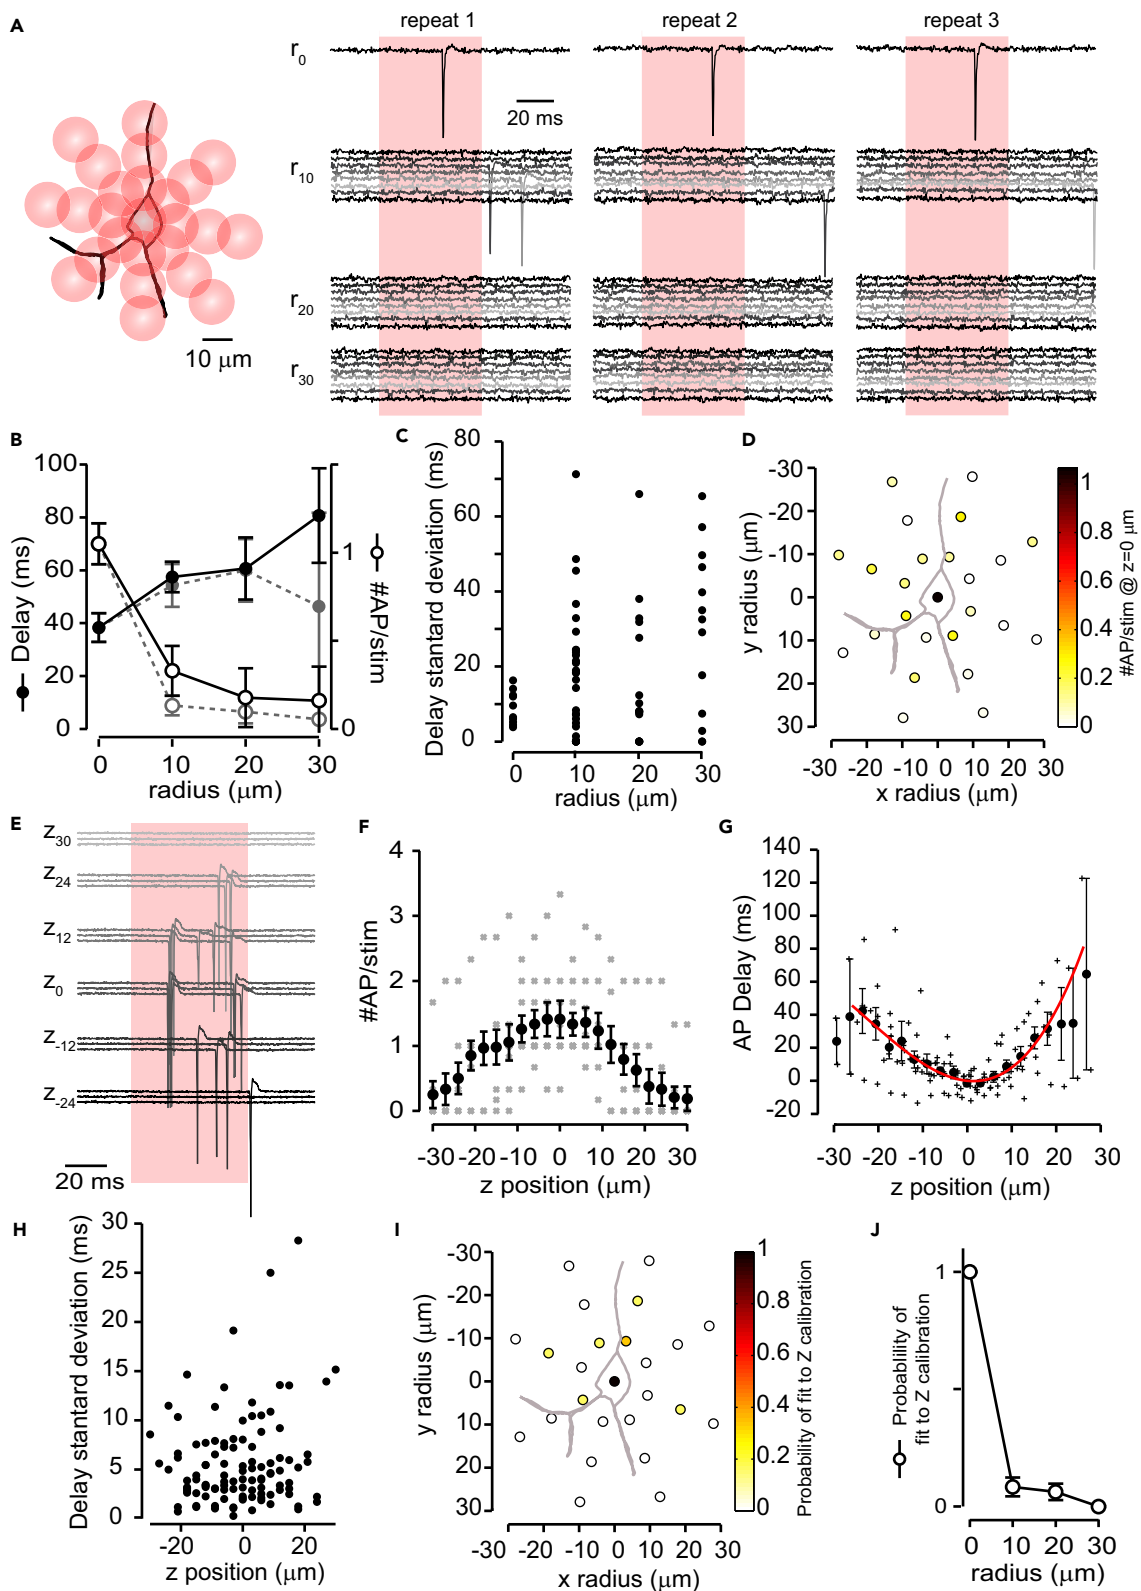 A
repeat 1
repeat 2
repeat 3
r0
20 ms
r10
r20
r30
10 μm
B
100
80
60
40
20
0
Delay (ms)
1
0
#AP/stim
0 10 20 30
radius (μm)
C
80
60
40
20
0
Delay stantard deviation (ms)
0 10 20 30
radius (μm)
D
-30
-20
-10
0
10
20
30
y radius (μm)
-30 -20 -10 0 10 20 30
x radius (μm)
1
0.8
0.6
0.4
0.2
0
#AP/stim @ z=0 μm
E
z30
z24
z12
z0
z-12
z-24
20 ms
F
4
3
2
1
0
#AP/stim
-30 -20 -10 0 10 20 30
z position (μm)
G
140
120
100
80
60
40
20
0
-20
AP Delay (ms)
-30 -20 -10 0 10 20 30
z position (μm)
H
30
25
20
15
10
5
0
Delay stantard deviation (ms)
-20 0 20
z position (μm)
I
-30
-20
-10
0
10
20
30
y radius (μm)
-30 -20 -10 0 10 20 30
x radius (μm)
1
0.8
0.6
0.4
0.2
0
Probability of fit to Z calibration
J
1
0
Probability of
fit to Z calibration
0 10 20 30
radius (μm)